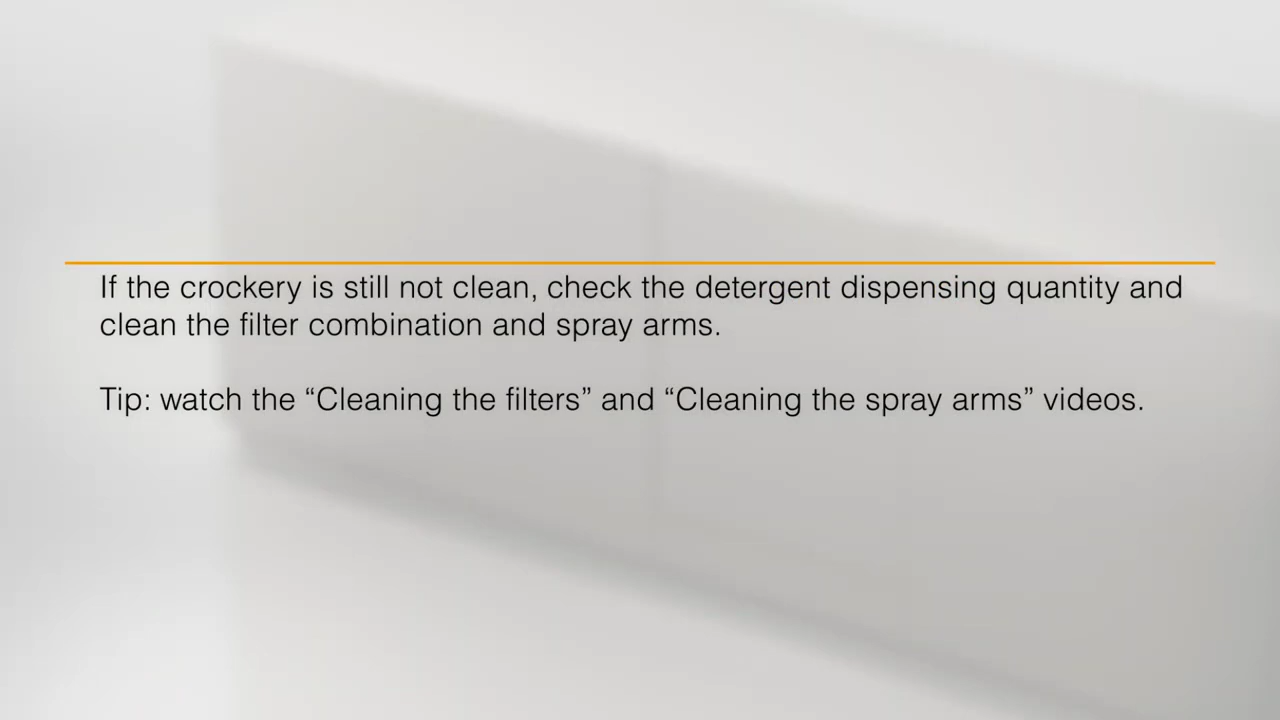 If the crockery is still not clean, check the detergent dispensing quantity and
clean the filter combination and spray arms.
Tip: watch the “Cleaning the filters” and “Cleaning the spray arms” videos.